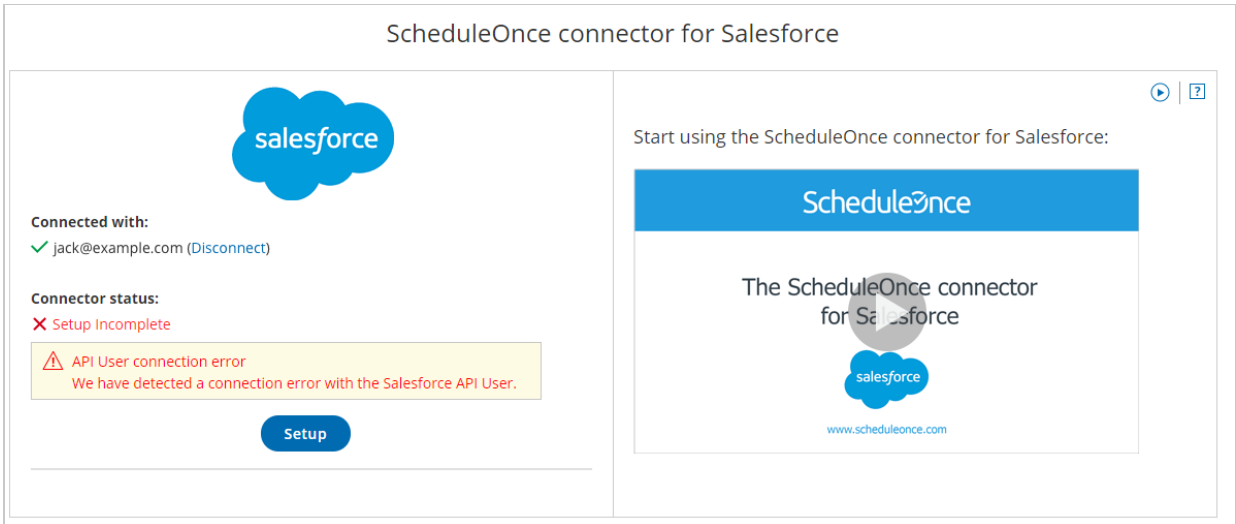 ScheduleOnce connector for Salesforce
salesforce
Connected with:
jack@example.com (Disconnect)
Connector status:
Setup Incomplete
API User connection error
We have detected a connection error with the Salesforce API User.
Setup
?
Start using the ScheduleOnce connector for Salesforce:
ScheduleOnce
The ScheduleOnce connector
for Salesforce
salesforce
www.scheduleonce.com